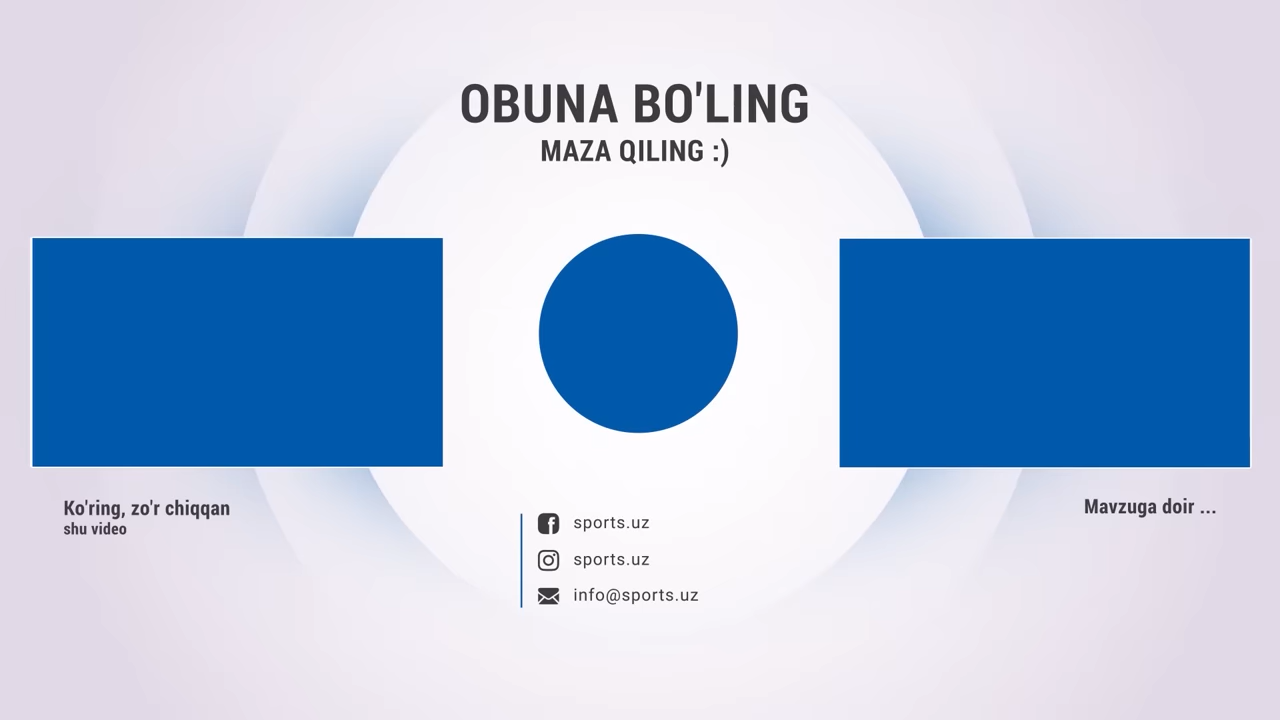 OBUNA BO'LING
MAZA QILING :)
Ko'ring, zo'r chiqqan
shu video
Mavzuga doir ...
sports.uz
sports.uz
info@sports.uz